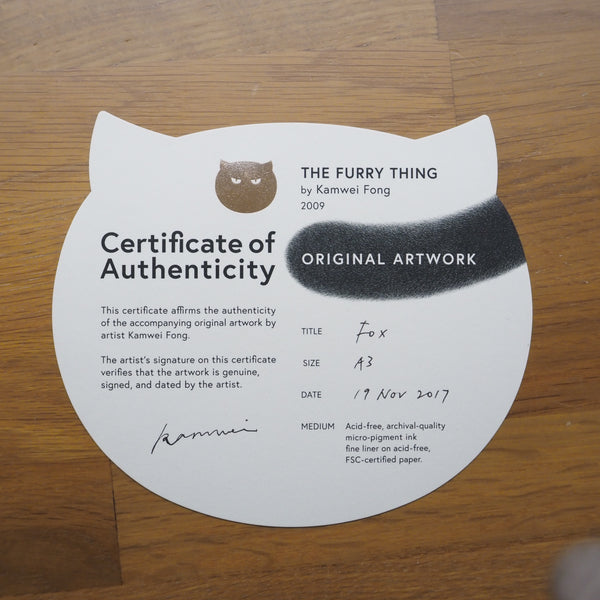 THE FURRY THING
by Kamwei Fong
2009
Certificate of
Authenticity
ORIGINAL ARTWORK
This certificate affirms the authenticity
of the accompanying original artwork by
artist Kamwei Fong.
The artist's signature on this certificate
verifies that the artwork is genuine,
signed, and dated by the artist.
Kamwei
TITLE Fox
SIZE A3
DATE 19 Nov 2017
MEDIUM Acid-free, archival-quality
micro-pigment ink
fine liner on acid-free,
FSC-certified paper.